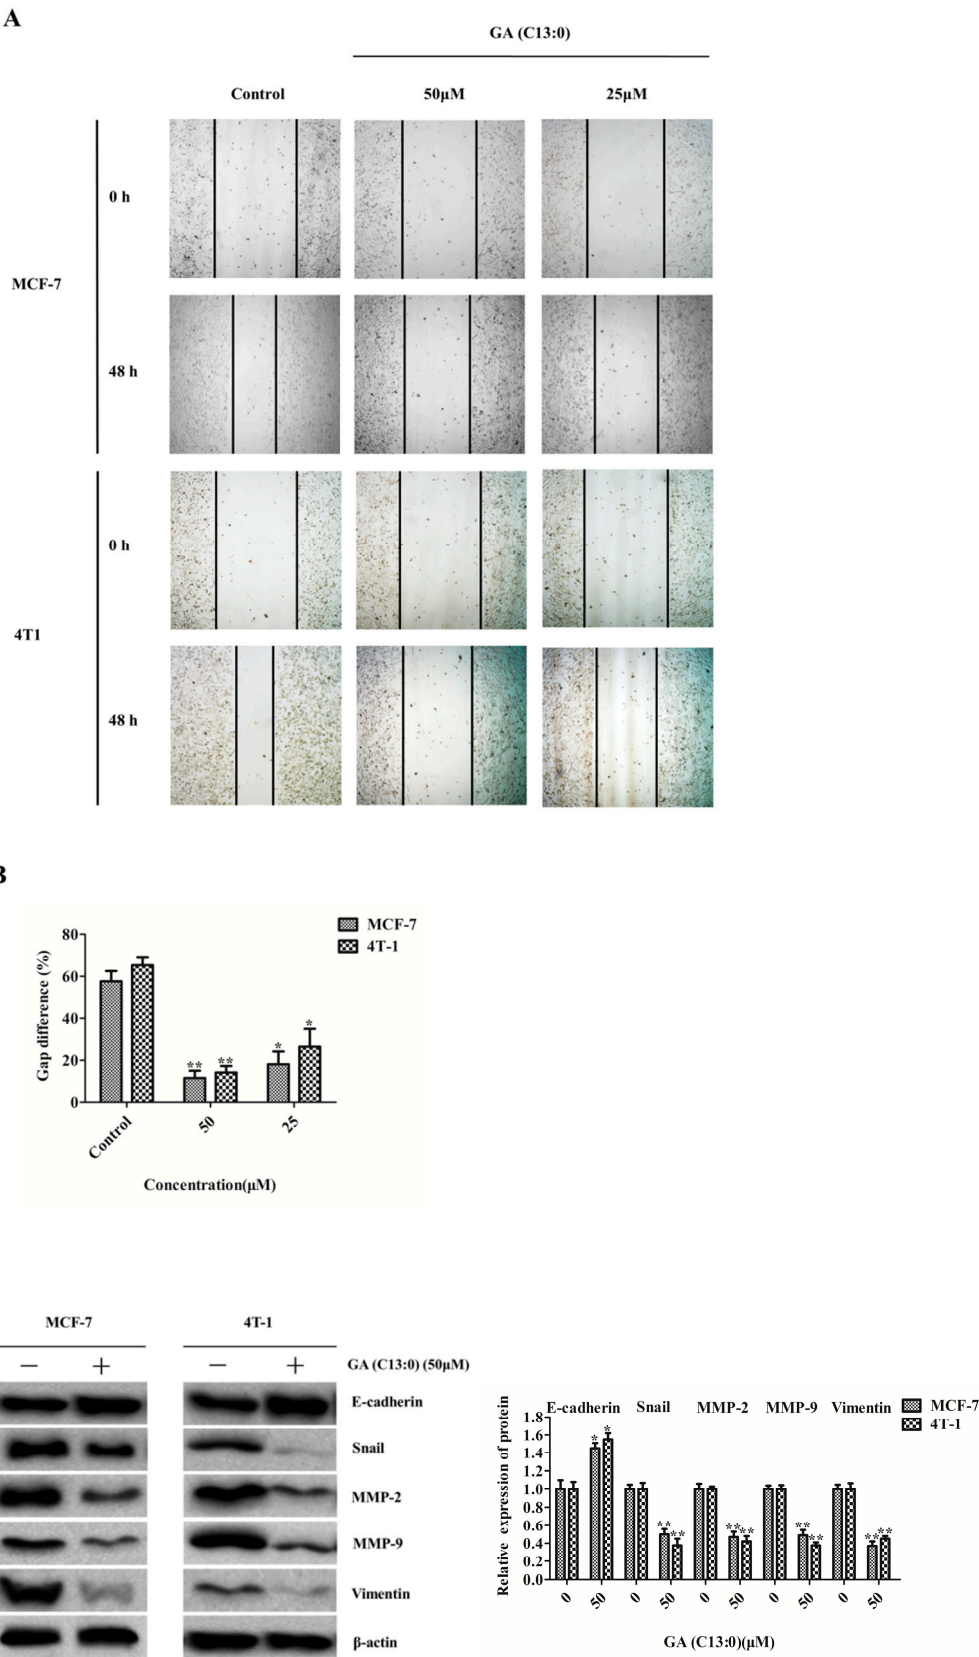 A
GA (C13:0)
Control
50μM
25μM
0 h
MCF-7
48 h
0 h
4T1
48 h
B
MCF-7
4T-1
Gap difference (%)
80
60
40
20
0
** ** * *
Control
50
25
Concentration(μM)
MCF-7
4T-1
— + — + GA (C13:0) (50μM)
E-cadherin
Snail
MMP-2
MMP-9
Vimentin
β-actin
E-cadherin Snail MMP-2 MMP-9 Vimentin
MCF-7
4T-1
Relative expression of protein
1.8
1.6
1.4
1.2
1.0
0.8
0.6
0.4
0.2
0.0
* * ** ** ** ** ** ** ** **
0 50 0 50 0 50 0 50 0 50
GA (C13:0)(μM)